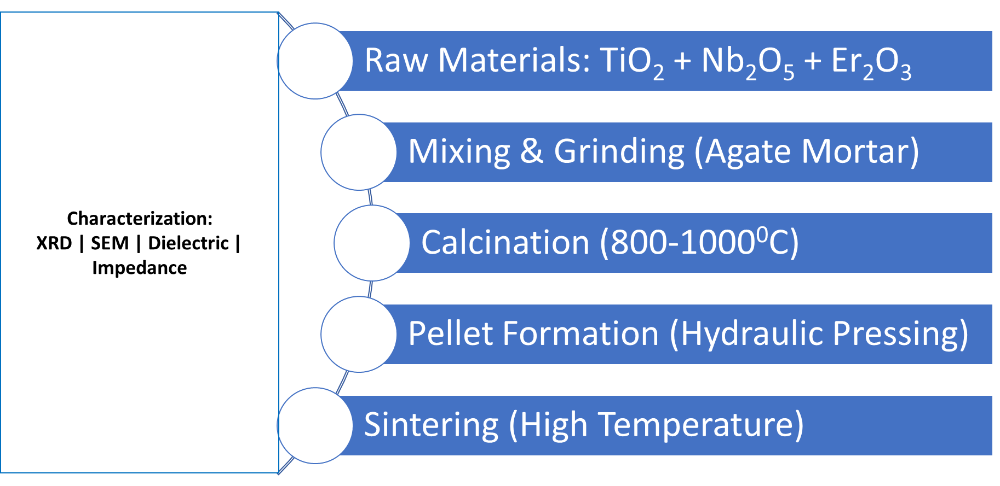 Raw Materials: TiO₂ + Nb₂O₅ + Er₂O₃
Mixing & Grinding (Agate Mortar)
Calcination (800-1000⁰C)
Pellet Formation (Hydraulic Pressing)
Sintering (High Temperature)
Characterization:
XRD | SEM | Dielectric |
Impedance